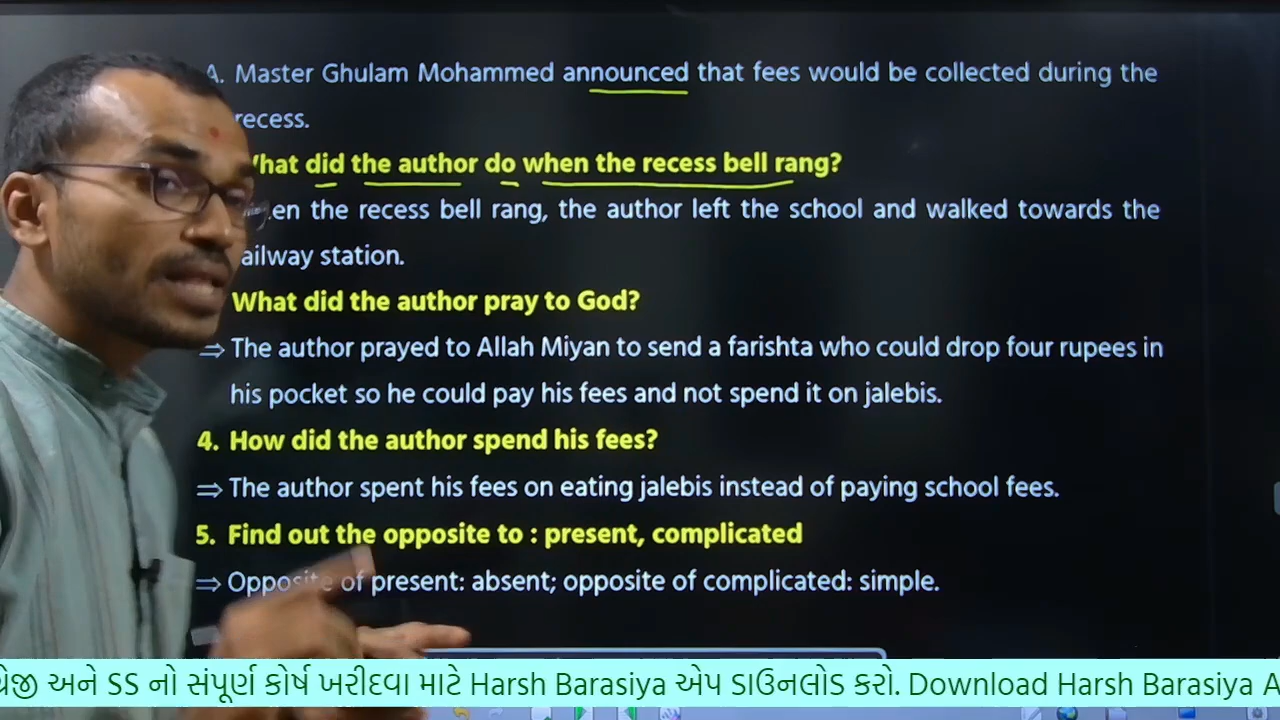 A. Master Ghulam Mohammed announced that fees would be collected during the
recess.
did the author do when the recess bell rang?
the recess bell rang, the author left the school and walked towards the
station.
What did the author pray to God?
⇒ The author prayed to Allah Miyan to send a farishta who could drop four rupees in
his pocket so he could pay his fees and not spend it on jalebis.
4. How did the author spend his fees?
⇒ The author spent his fees on eating jalebis instead of paying school fees.
5. Find out the opposite to : present, complicated
⇒ Opposite of present: absent; opposite of complicated: simple.
અને SS નો સંપૂર્ણ કોર્ષ ખરીદવા માટે Harsh Barasiya એપ ડાઉનલોડ કરો. Download Harsh Barasiya